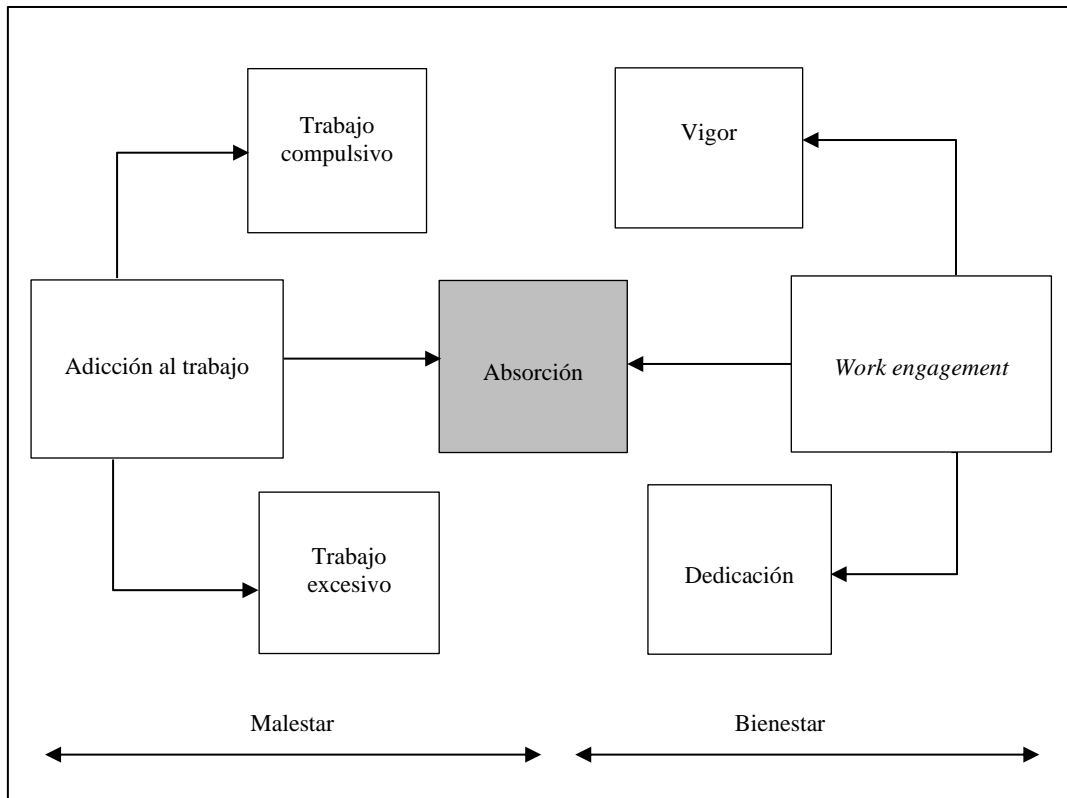 Trabajo
compulsivo
Vigor
Adicción al trabajo
Absorción
Work engagement
Trabajo
excesivo
Dedicación
Malestar
Bienestar